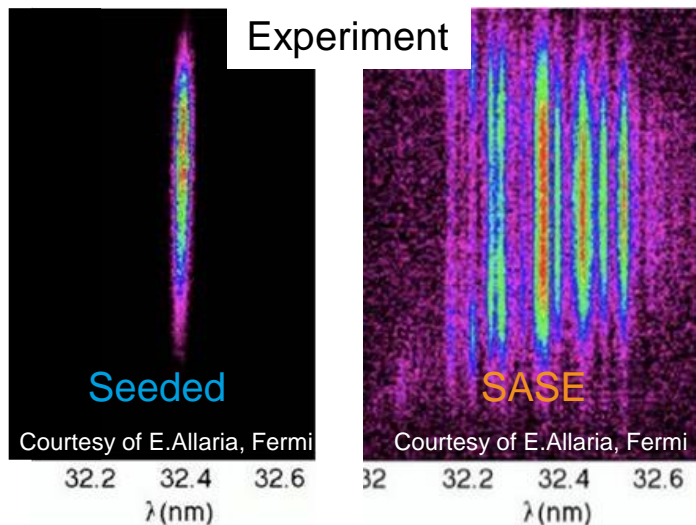 Experiment
Seeded
SASE
Courtesy of E.Allaria, Fermi
Courtesy of E.Allaria, Fermi
32.2 32.4 32.6
32 32.2 32.4 32.6
λ(nm)
λ(nm)